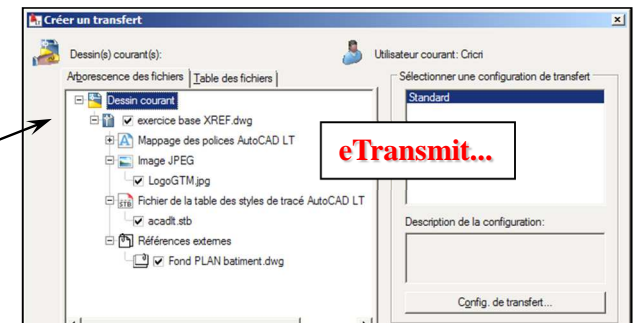 Créer un transfert
Dessin(s) courant(s):
Utilisateur courant: Cricri
Arborescence des fichiers
Table des fichiers
Dessin courant
exercice base XREF.dwg
Mappage des polices AutoCAD LT
Image JPEG
LogoGTM.jpg
STB
Fichier de la table des styles de tracé AutoCAD LT
acadlt.stb
Références externes
Fond PLAN batiment.dwg
Sélectionner une configuration de transfert
Standard
eTransmit...
Description de la configuration:
Config. de transfert...